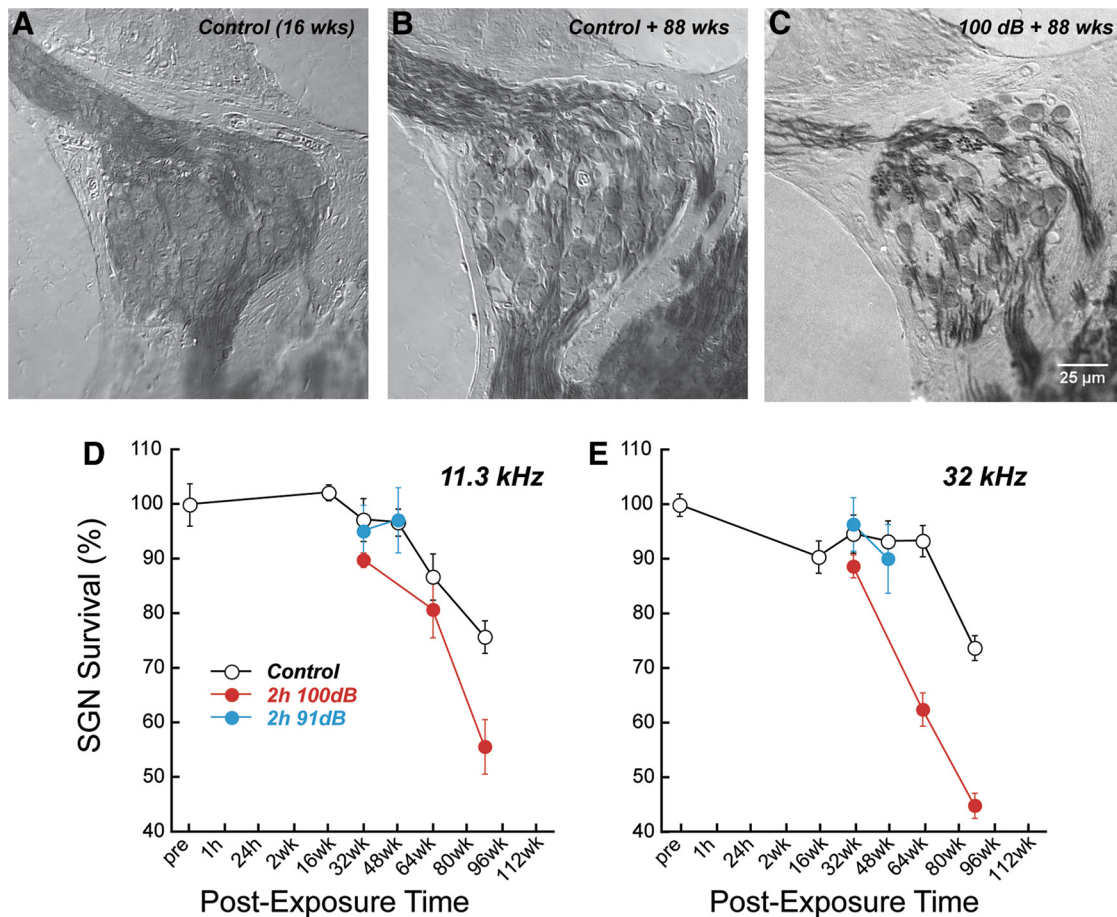 A
Control (16 wks)
B
Control + 88 wks
C
100 dB + 88 wks
25 µm
D
11.3 kHz
SGN Survival (%)
110
100
90
80
70
60
50
40
Control
2h 100dB
2h 91dB
pre
1h
24h
2wk
16wk
32wk
48wk
64wk
80wk
96wk
112wk
Post-Exposure Time
E
32 kHz
110
100
90
80
70
60
50
40
pre
1h
24h
2wk
16wk
32wk
48wk
64wk
80wk
96wk
112wk
Post-Exposure Time